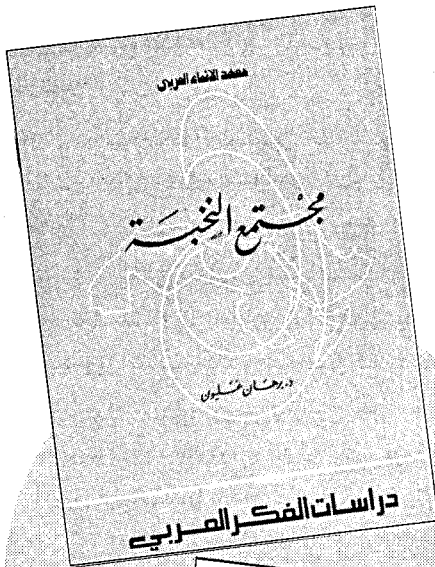 معهد الانماء العربي
مجتمع النخبة
د. برهان غليون
دراسات الفكر العربي